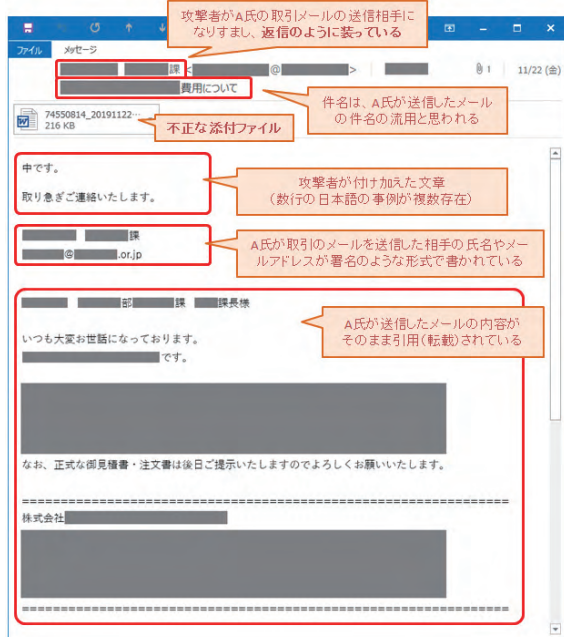 攻撃者がA氏の取引メールの送信相手に
なりすまし、返信のように装っている
ファイル メッセージ
課 < @ > 1 11/22 (金)
費用について
件名は、A氏が送信したメール
の件名の流用と思われる
74550814_20191122…
216 KB
不正な添付ファイル
中です。
取り急ぎご連絡いたします。
攻撃者が付け加えた文章
(数行の日本語の事例が複数存在)
課
@ .or.jp
A氏が取引のメールを送信した相手の氏名やメー
ルアドレスが署名のような形式で書かれている
部 課 課長様
A氏が送信したメールの内容が
そのまま引用(転載)されている
いつも大変お世話になっております。
です。
なお、正式な御見積書・注文書は後日ご提示いたしますのでよろしくお願いいたします。
株式会社